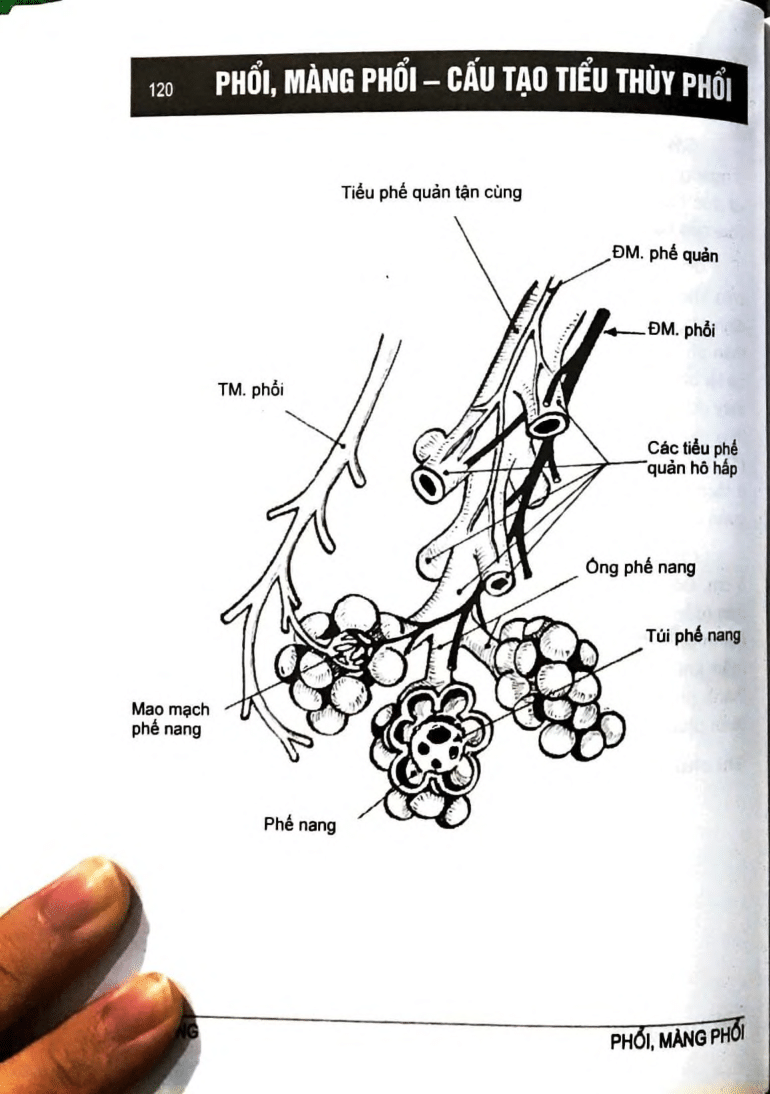 120 PHỔI, MÀNG PHỔI – CẤU TẠO TIỂU THÙY PHỔI
Tiểu phế quản tận cùng
ĐM. phế quản
ĐM. phổi
TM. phổi
Các tiểu phế
quản hô hấp
Ống phế nang
Túi phế nang
Mao mạch
phế nang
Phế nang
PHỔI, MÀNG PHỔI